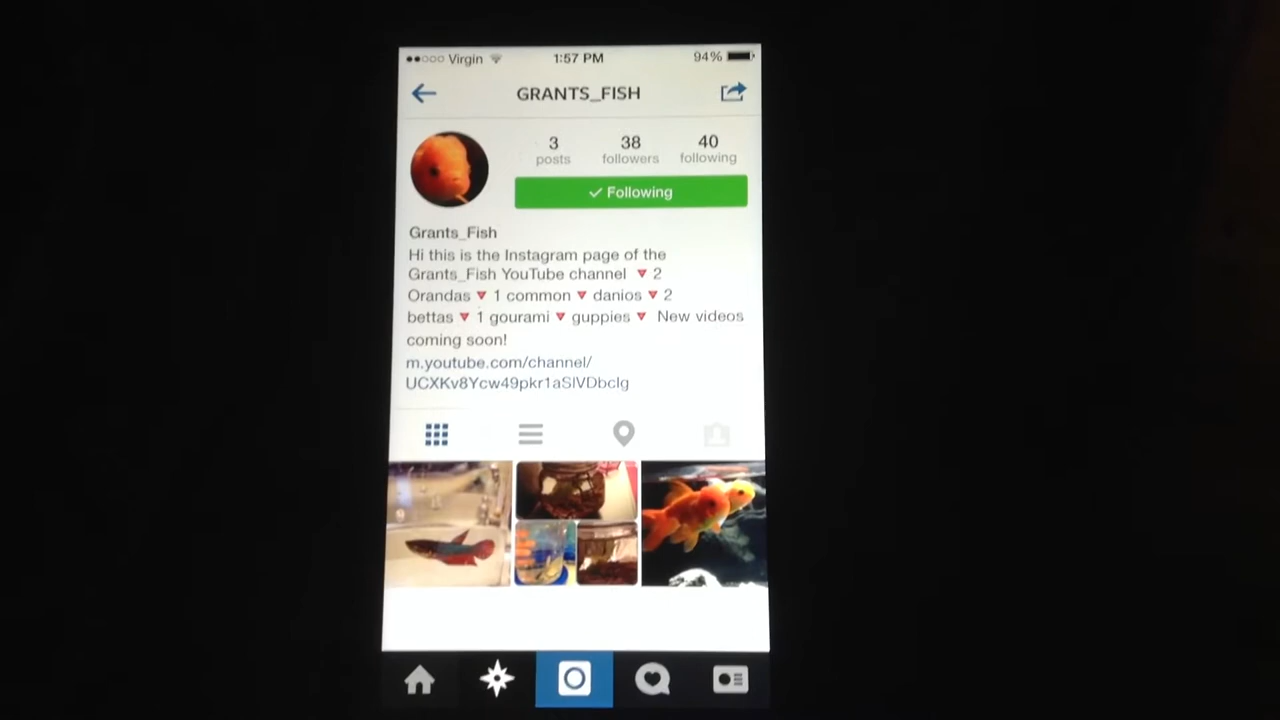 Virgin 1:57 PM 94%
GRANTS_FISH
3 38 40
posts followers following
✓ Following
Grants_Fish
Hi this is the Instagram page of the
Grants_Fish YouTube channel 🔻 2
Orandas 🔻 1 common 🔻 danios 🔻 2
bettas 🔻 1 gourami 🔻 guppies 🔻 New videos
coming soon!
m.youtube.com/channel/
UCXKv8Ycw49pkr1aSlVDbcIg